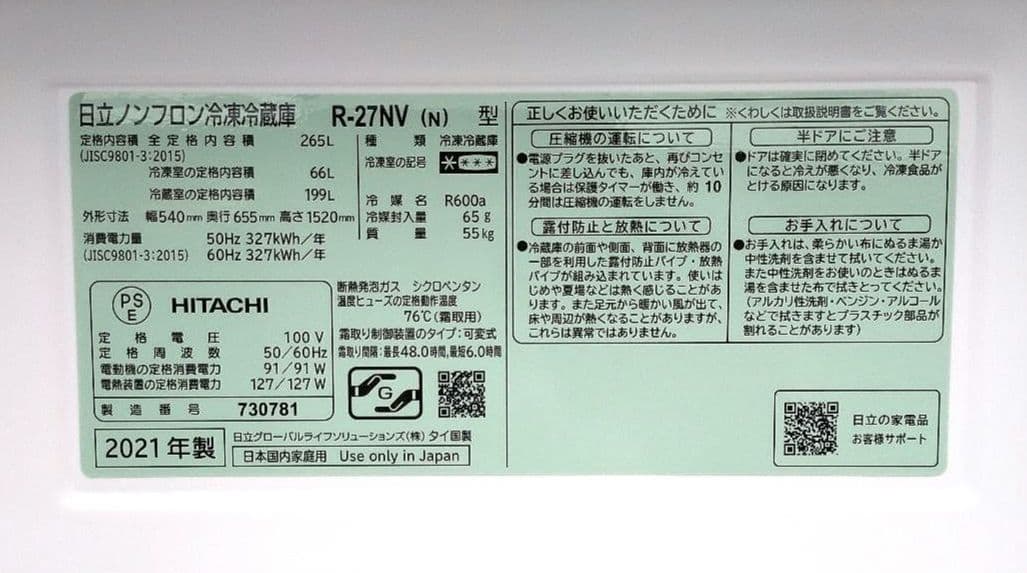 日立ノンフロン冷凍冷蔵庫 R-27NV (N) 型
定格内容積 全定格内容積 265L
(JISC9801-3:2015)
冷凍室の定格内容積 66L
冷蔵室の定格内容積 199L
外形寸法 幅540mm 奥行655mm 高さ1520mm
消費電力量 50Hz 327kWh/年
(JISC9801-3:2015) 60Hz 327kWh/年
種類 冷凍冷蔵庫
冷凍室の記号
冷媒名 R600a
冷媒封入量 65g
質量 55kg
PS
E
HITACHI
定格電圧 100V
定格周波数 50/60Hz
電動機の定格消費電力 91/91W
電熱装置の定格消費電力 127/127W
製造番号 730781
断熱発泡ガス シクロペンタン
温度ヒューズの定格動作温度
76℃(霜取用)
霜取り制御装置のタイプ:可変式
霜取り間隔:最長48.0時間,最短6.0時間
G
2021年製
日立グローバルライフソリューションズ(株) タイ国製
日本国内家庭用 Use only in Japan
正しくお使いいただくために ※くわしくは取扱説明書をご覧ください。
圧縮機の運転について
●電源プラグを抜いたあと、再びコンセ
ントに差し込んでも、庫内が冷えてい
る場合は保護タイマーが働き、約10
分間は圧縮機の運転をしません。
露付防止と放熱について
●冷蔵庫の前面や側面、背面に放熱器の
一部を利用した露付防止パイプ・放熱
パイプが組み込まれています。使いは
じめや夏場などは熱く感じることがあ
ります。また足元から暖かい風が出て、
床や周辺が熱くなることがありますが、
これらは異常ではありません。
半ドアにご注意
●ドアは確実に閉めてください。半ドア
になると冷えが悪くなり、冷凍食品が
とける原因になります。
お手入れについて
●お手入れは、柔らかい布にぬるま湯か
中性洗剤を含ませて拭いてください。
また中性洗剤をお使いのときはぬるま
湯を含ませた布で拭きとってください。
(アルカリ性洗剤・ベンジン・アルコール
などで拭きますとプラスチック部品が
割れることがあります)
日立の家電品
お客様サポート